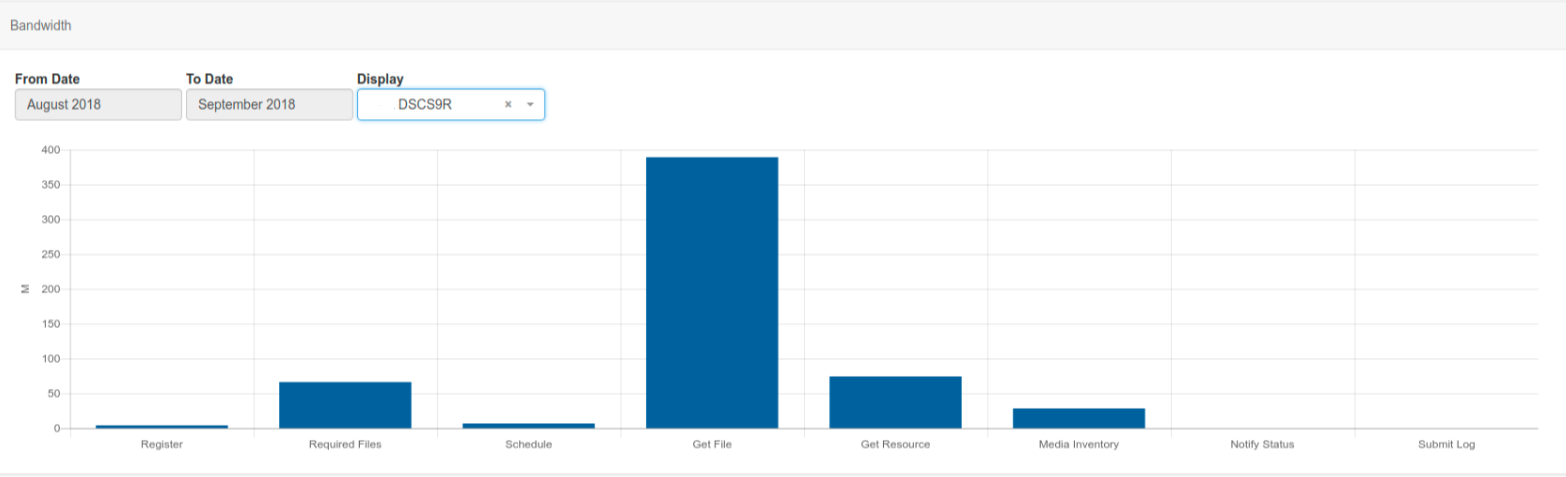 Bandwidth
From Date To Date Display
August 2018 September 2018 DSCS9R × 
400
350
300
250
M 200
150
100
50
0
Register Required Files Schedule Get File Get Resource Media Inventory Notify Status Submit Log